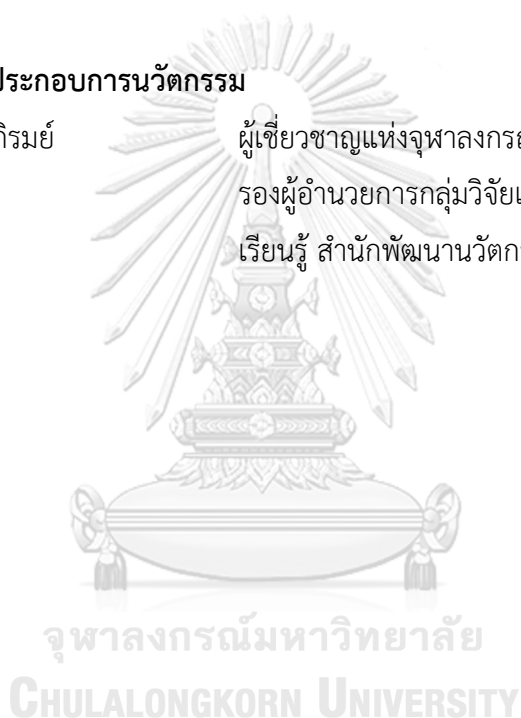 ประกอบการนวัตกรรม
ภิรมย์ ผู้เชี่ยวชาญแห่งจุฬาลงกรณ
รองผู้อำนวยการกลุ่มวิจัยแ
เรียนรู้ สำนักพัฒนานวัตก
จุฬาลงกรณ์มหาวิทยาลัย
CHULALONGKORN UNIVERSITY